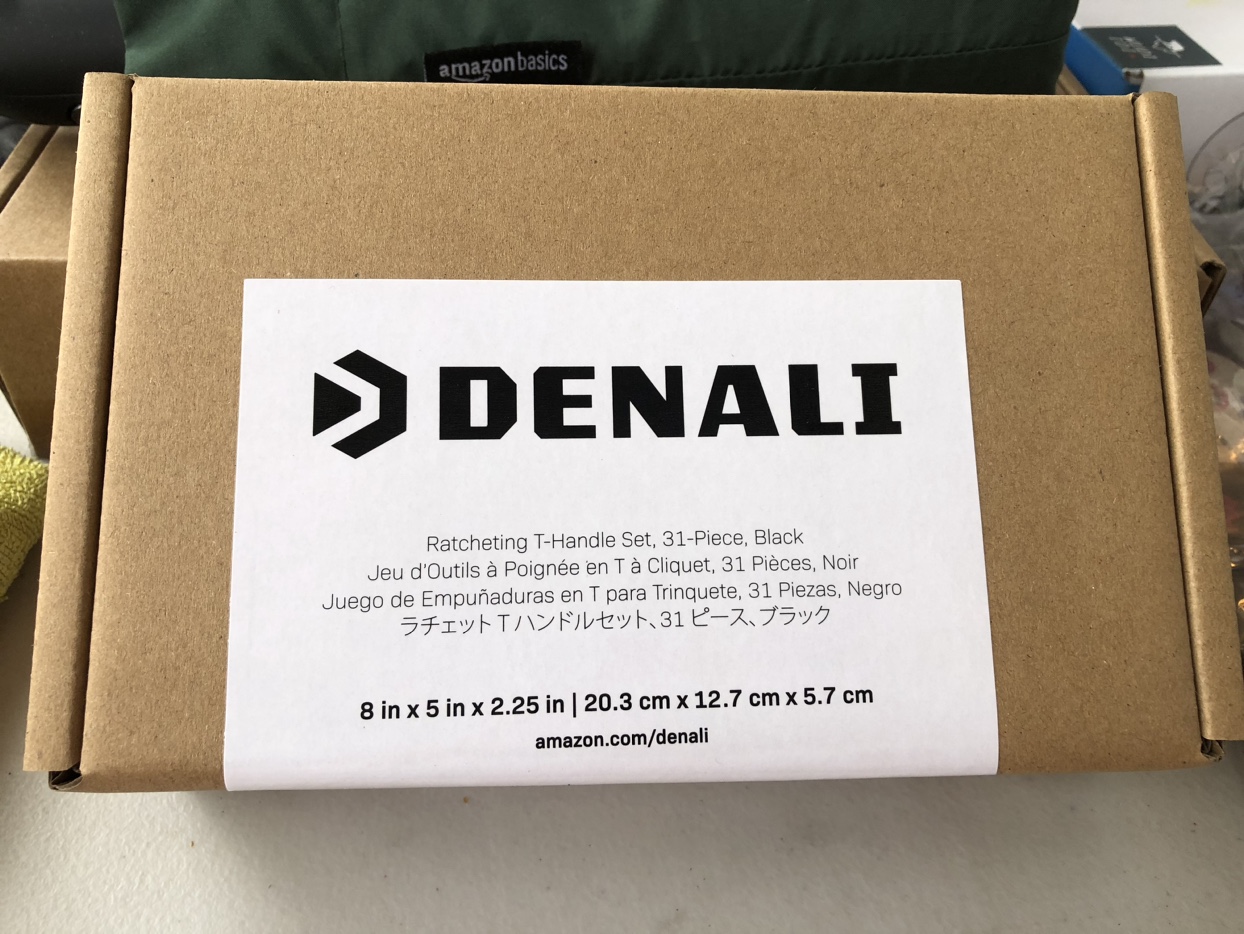 amazonbasics
DENALI
Ratcheting T-Handle Set, 31-Piece, Black
Jeu d'Outils à Poignée en T à Cliquet, 31 Pièces, Noir
Juego de Empuñaduras en T para Trinquete, 31 Piezas, Negro
ラチェット T ハンドルセット、31 ピース、ブラック
8 in x 5 in x 2.25 in | 20.3 cm x 12.7 cm x 5.7 cm
amazon.com/denali